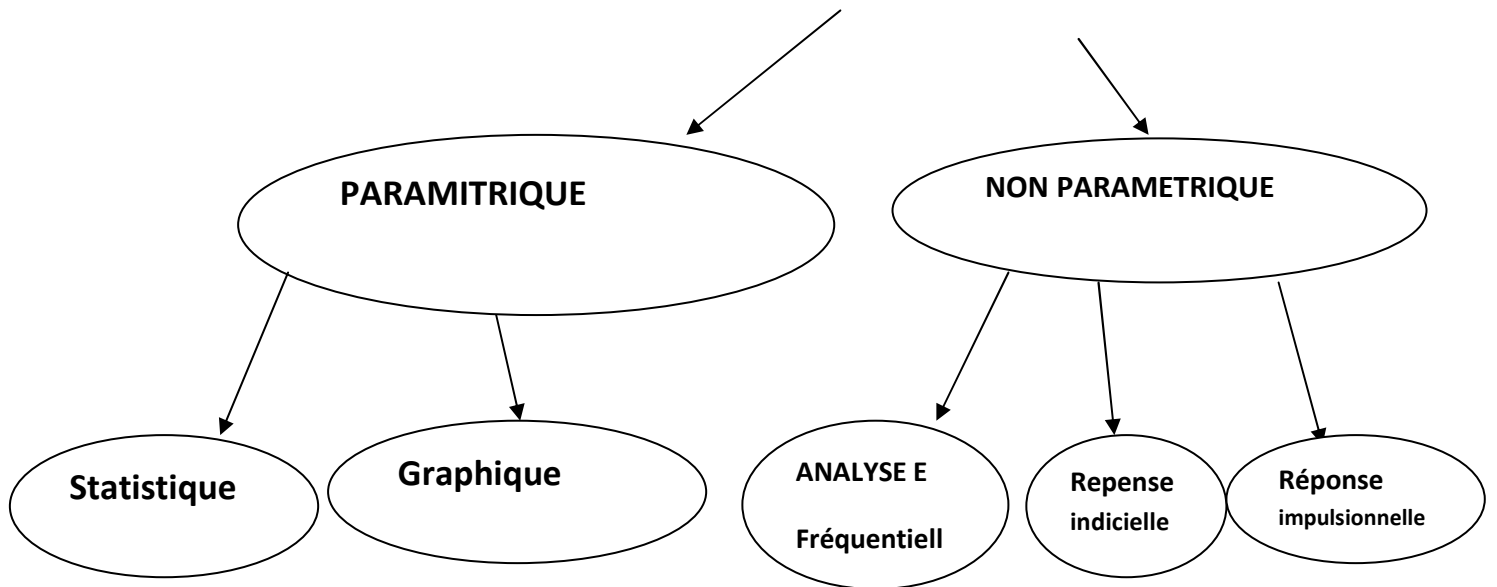 PARAMITRIQUE
NON PARAMETRIQUE
Statistique
Graphique
ANALYSE E
Fréquentiell
Repense
indicielle
Réponse
impulsionnelle